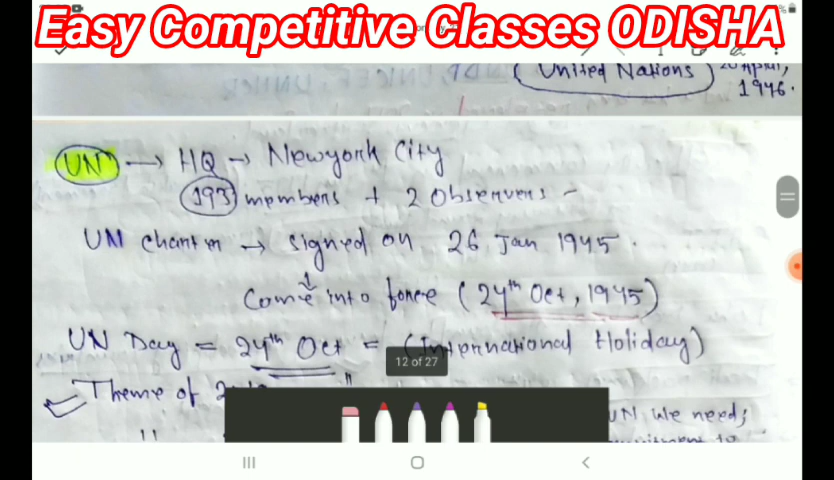 Easy Competitive Classes ODISHA
(United Nations)
1946.
UN → HQ → Newyork City
193 members + 2 Observers -
UN charter → signed on 26 Jan 1945.
↓
Come into force (24th Oct, 1945)
UN Day = 24th Oct = (International Holiday)
12 of 27
Theme of
UN we need;